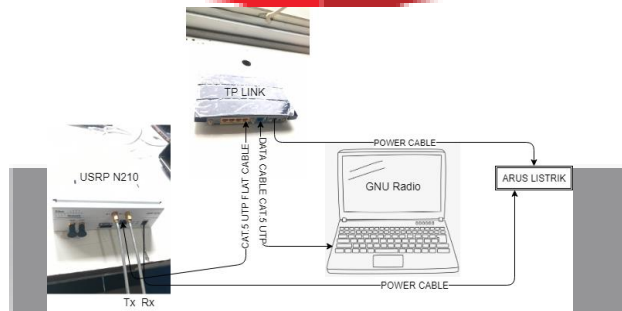 TP LINK
POWER CABLE
USRP N210
CAT.5 UTP FLAT CABLE
DATA CABLE CAT.5 UTP
GNU Radio
ARUS LISTRIK
POWER CABLE
Tx Rx